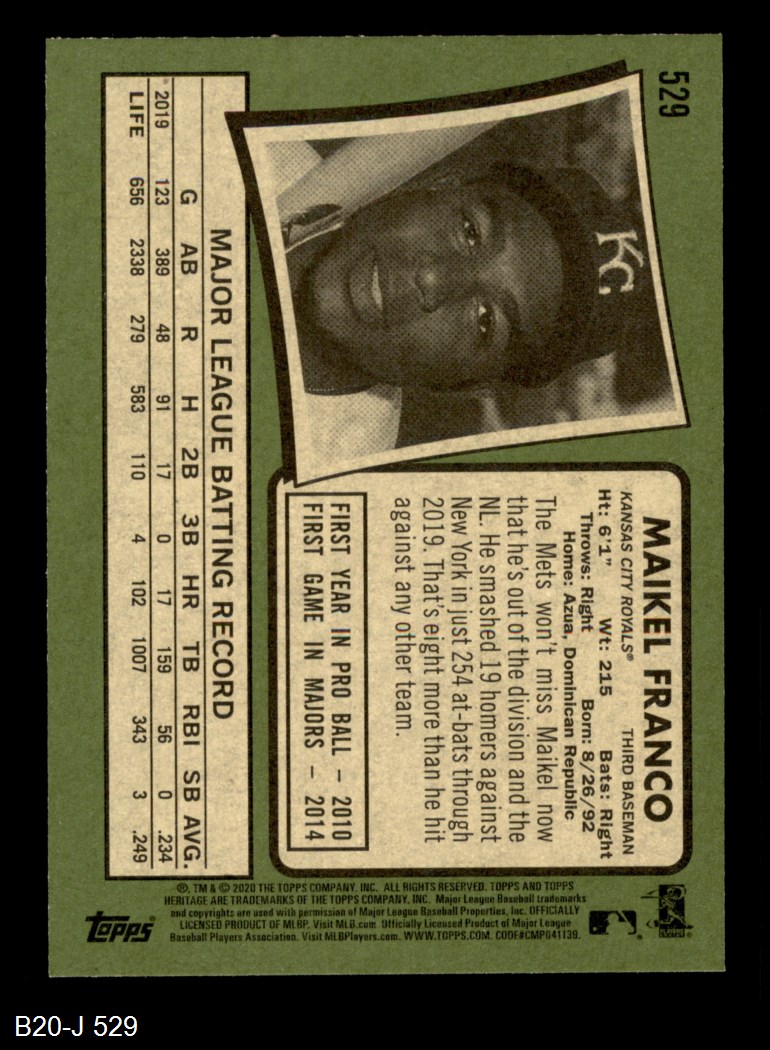 529
KC
MAIKEL FRANCO
KANSAS CITY ROYALS® THIRD BASEMAN
Ht: 6'1" Wt: 215 Bats: Right
Throws: Right Born: 8/26/92
Home: Azua, Dominican Republic
The Mets won't miss Maikel now
that he's out of the division and the
NL. He smashed 19 homers against
New York in just 254 at-bats through
2019. That's eight more than he hit
against any other team.
FIRST YEAR IN PRO BALL – 2010
FIRST GAME IN MAJORS – 2014
MAJOR LEAGUE BATTING RECORD
G AB R H 2B 3B HR TB RBI SB AVG.
2019 123 389 48 91 17 0 17 159 56 0 .234
LIFE 656 2338 279 583 110 4 102 1007 343 3 .249
®, TM & © 2020 THE TOPPS COMPANY, INC. ALL RIGHTS RESERVED. TOPPS AND TOPPS
HERITAGE ARE TRADEMARKS OF THE TOPPS COMPANY, INC. Major League Baseball trademarks
and copyrights are used with permission of Major League Baseball Properties, Inc. OFFICIALLY
LICENSED PRODUCT OF MLBP. Visit MLB.com Officially Licensed Product of Major League
Baseball Players Association. Visit MLBPlayers.com. WWW.TOPPS.COM. CODE#CMP041139.
topps®
B20-J 529